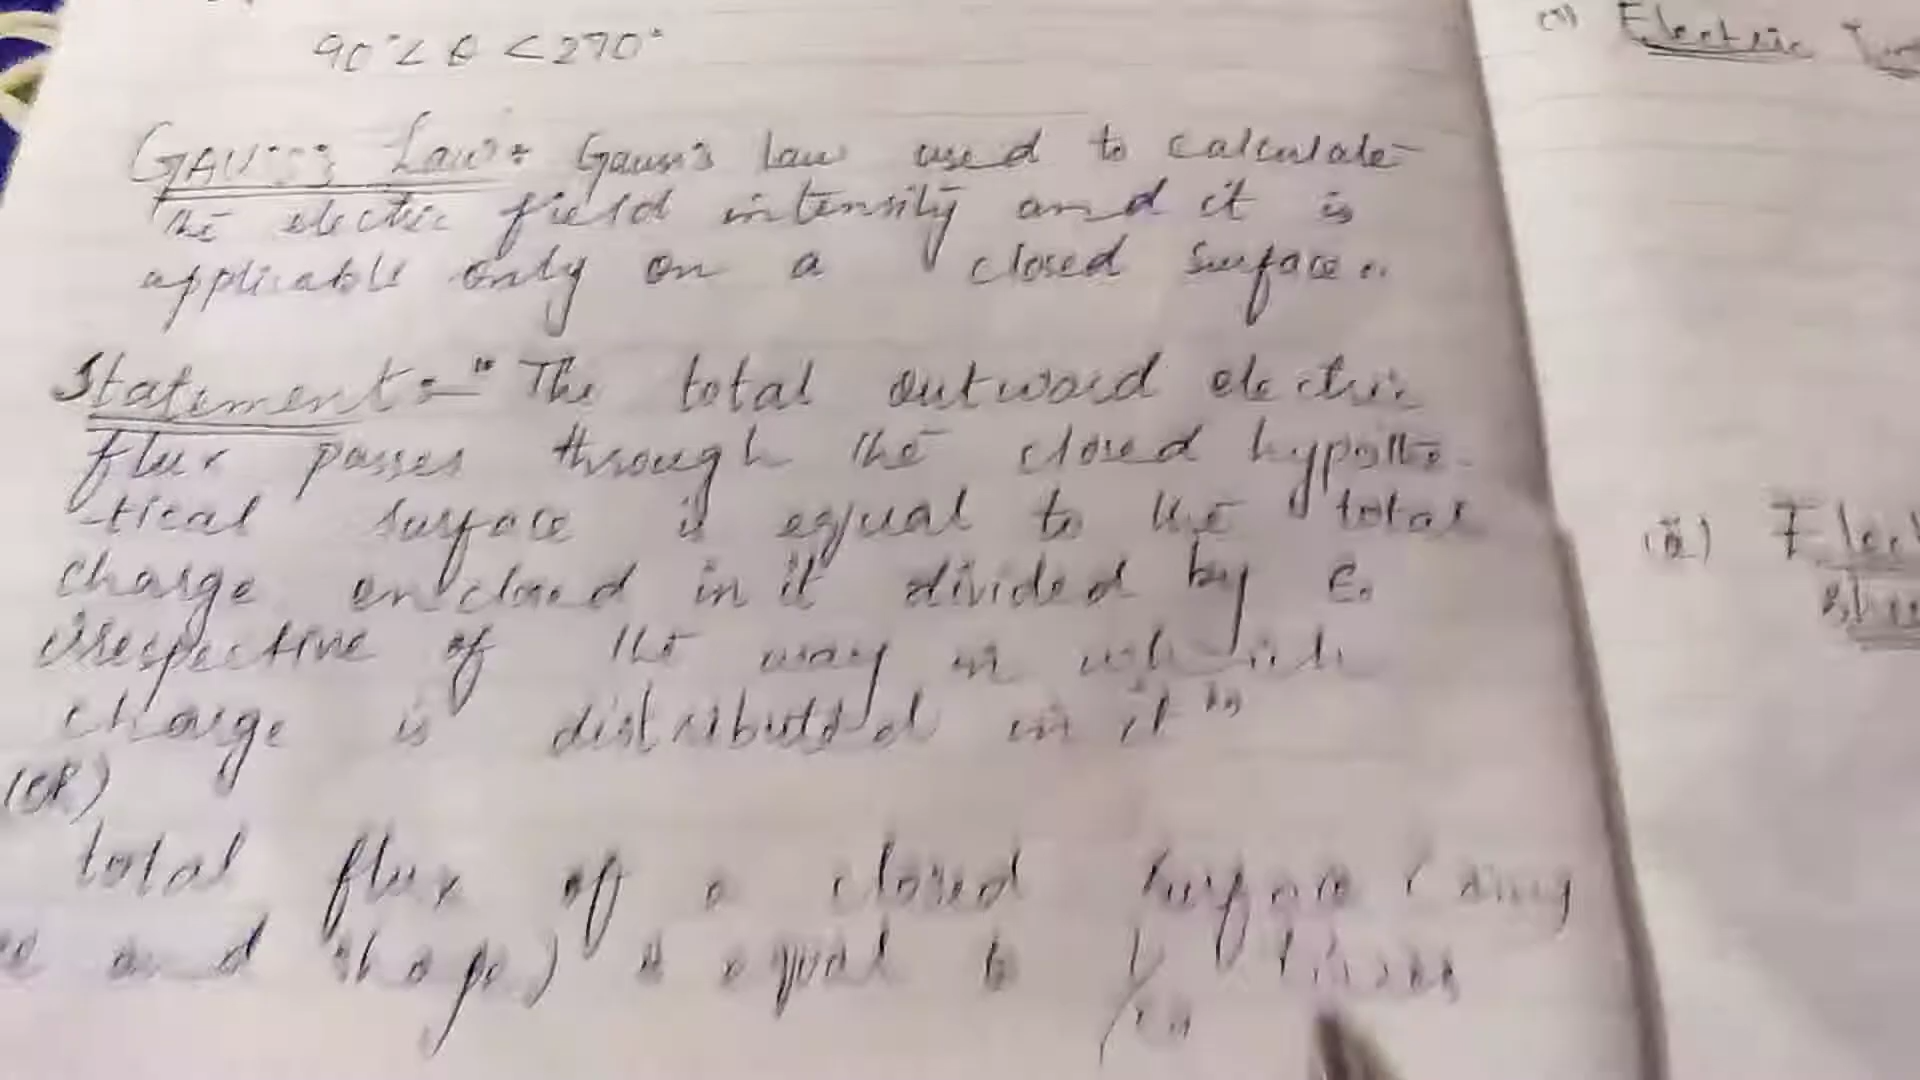 90° < θ < 270°
GAUSS's Law:- Gauss's law used to calculate
the electric field intensity and it is
applicable only on a closed surface.
Statement:- "The total outward electric
flux passes through the closed hypothe-
-tical surface is equal to the total
charge enclosed in it divided by ε₀
irrespective of the way in which
charge is distributed in it"
(OR)
total flux of a closed surface (any
and shape) is equal to 1/ε₀ times
(i) Electric
(ii)